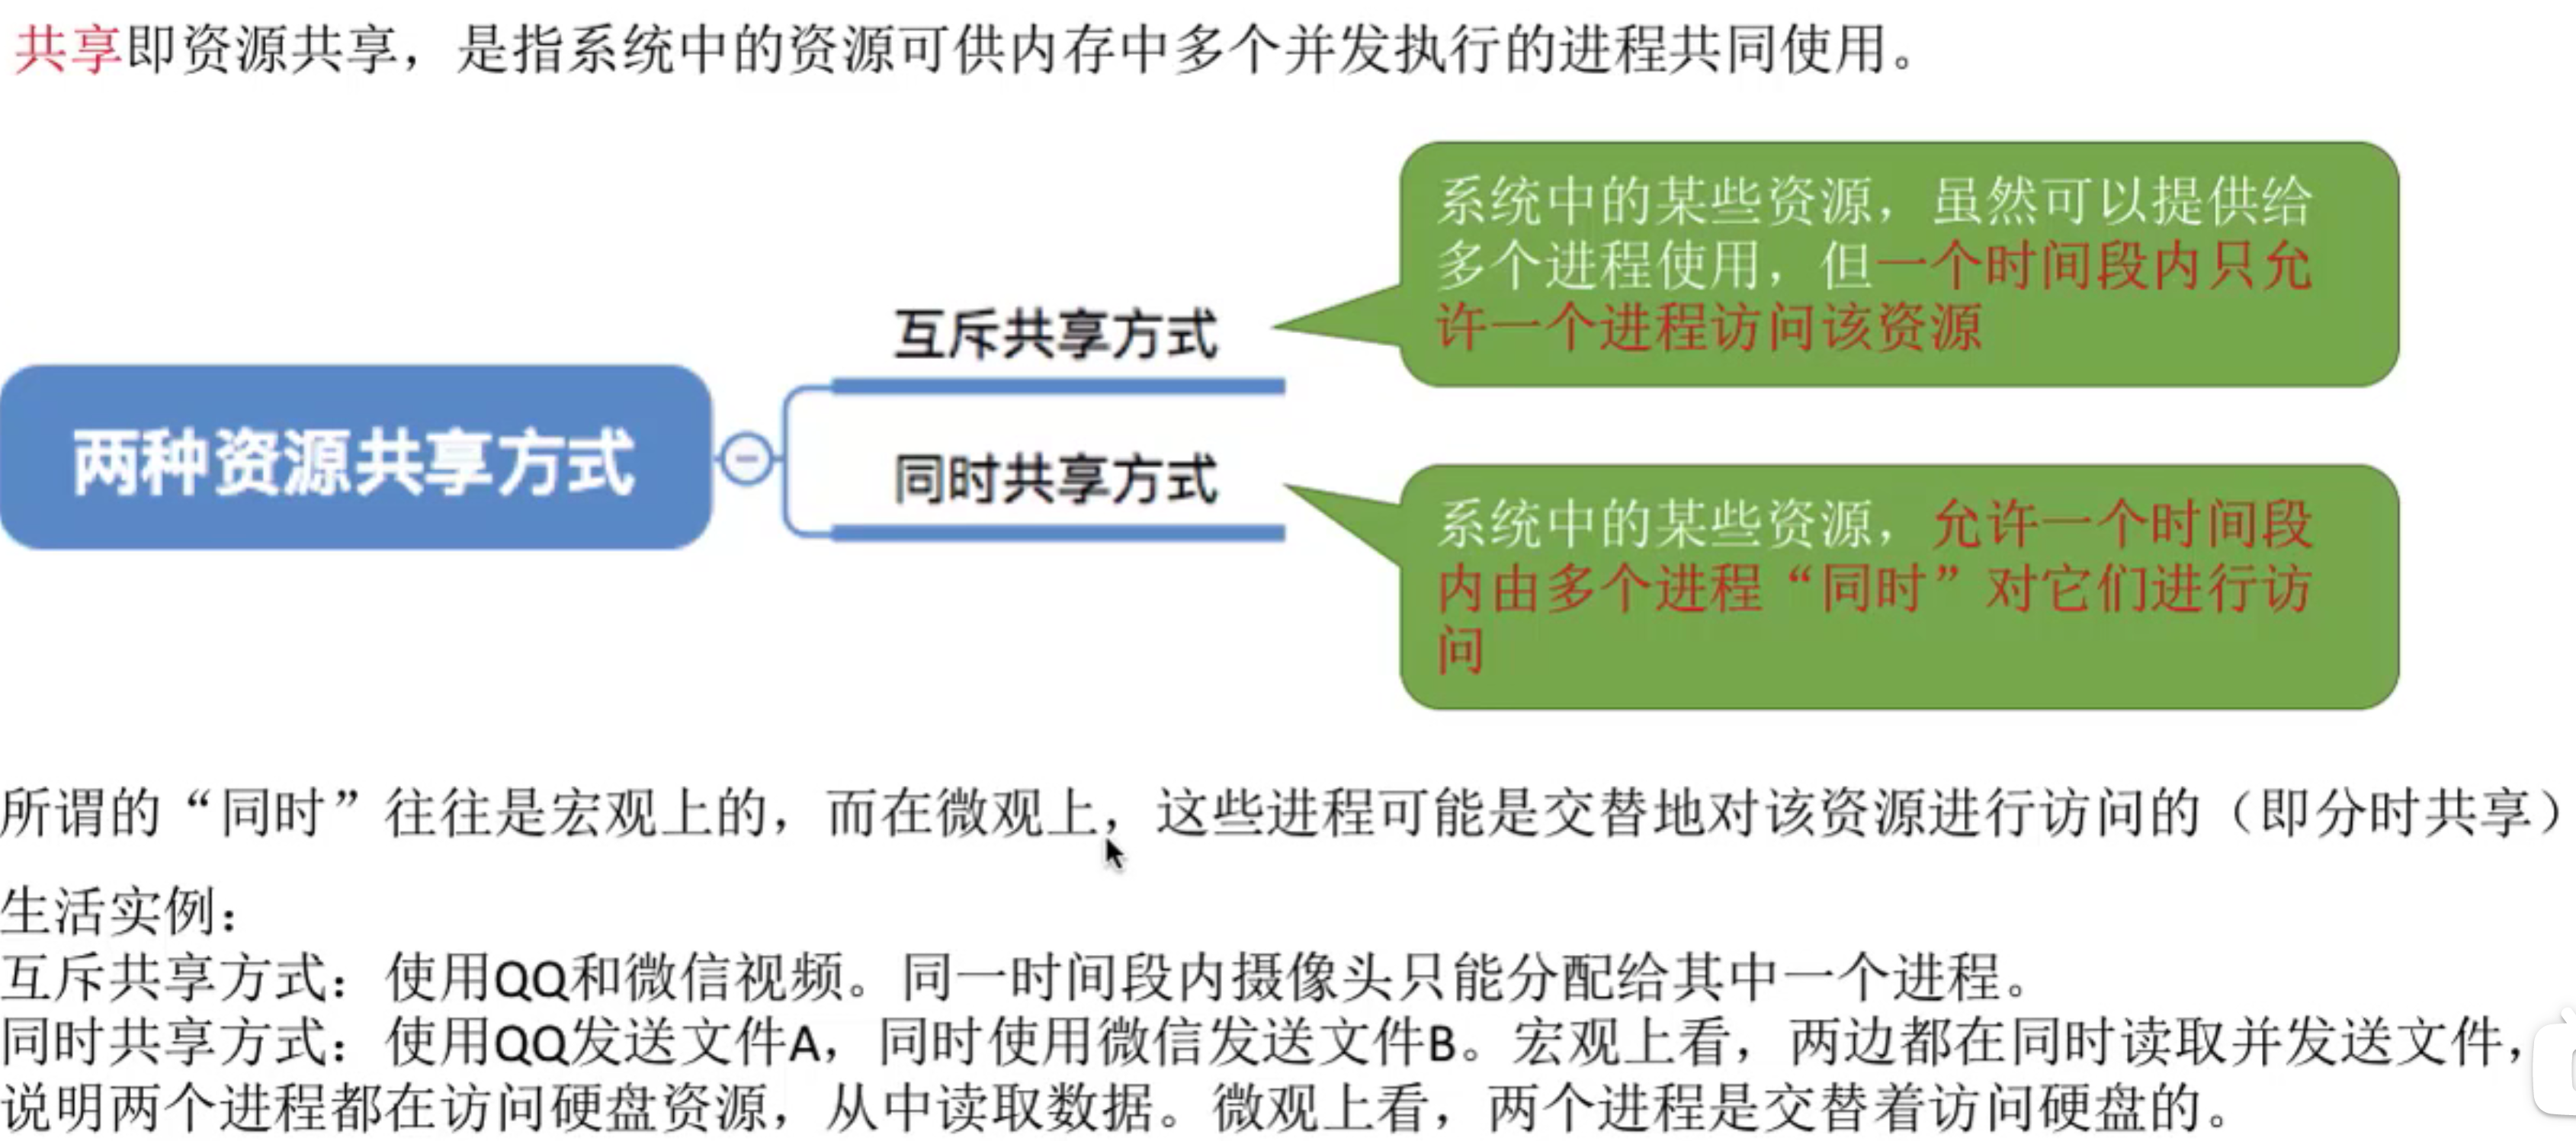 共享即资源共享，是指系统中的资源可供内存中多个并发执行的进程共同使用。
系统中的某些资源，虽然可以提供给
多个进程使用，但一个时间段内只允
许一个进程访问该资源
互斥共享方式
两种资源共享方式
同时共享方式
系统中的某些资源，允许一个时间段
内由多个进程“同时”对它们进行访
问
所谓的“同时”往往是宏观上的，而在微观上，这些进程可能是交替地对该资源进行访问的（即分时共享）
生活实例：
互斥共享方式：使用QQ和微信视频。同一时间段内摄像头只能分配给其中一个进程。
同时共享方式：使用QQ发送文件A，同时使用微信发送文件B。宏观上看，两边都在同时读取并发送文件，
说明两个进程都在访问硬盘资源，从中读取数据。微观上看，两个进程是交替着访问硬盘的。